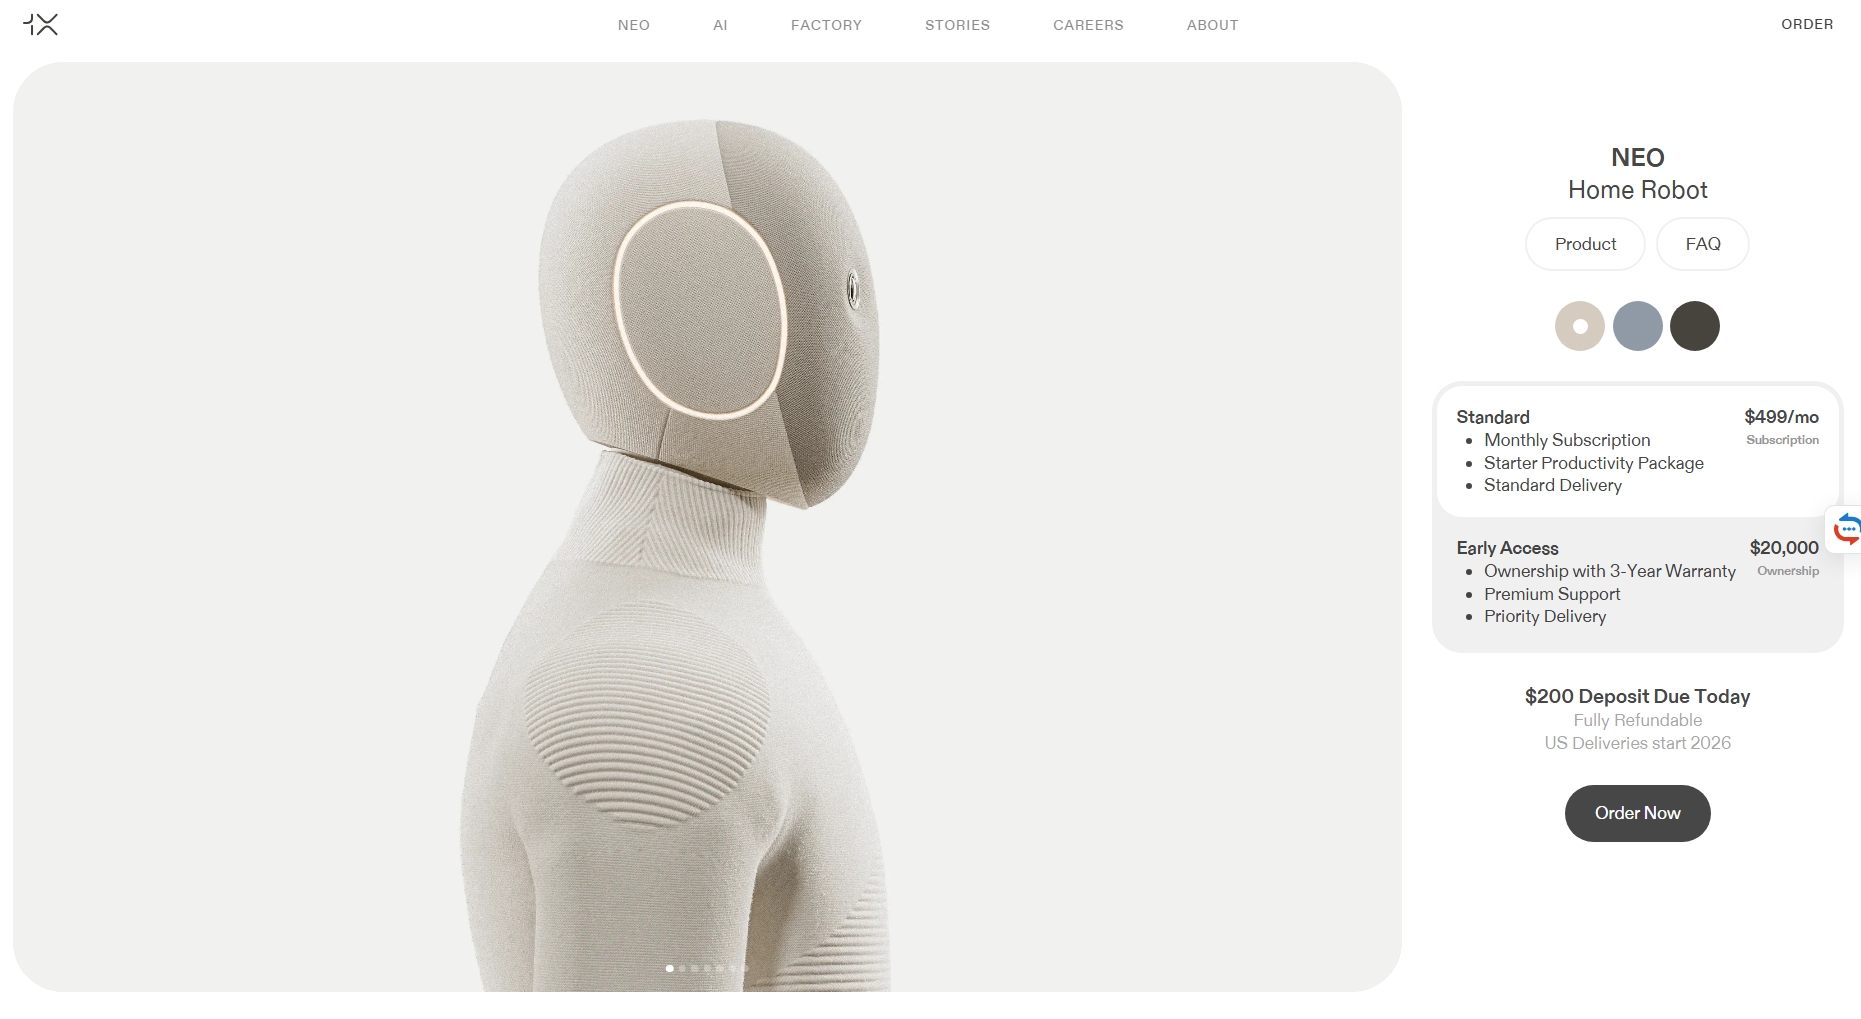 NEO
AI
FACTORY
STORIES
CAREERS
ABOUT
ORDER
NEO
Home Robot
Product
FAQ
Standard
$499/mo
• Monthly Subscription
Subscription
• Starter Productivity Package
• Standard Delivery
Early Access
$20,000
• Ownership with 3-Year Warranty
Ownership
• Premium Support
• Priority Delivery
$200 Deposit Due Today
Fully Refundable
US Deliveries start 2026
Order Now